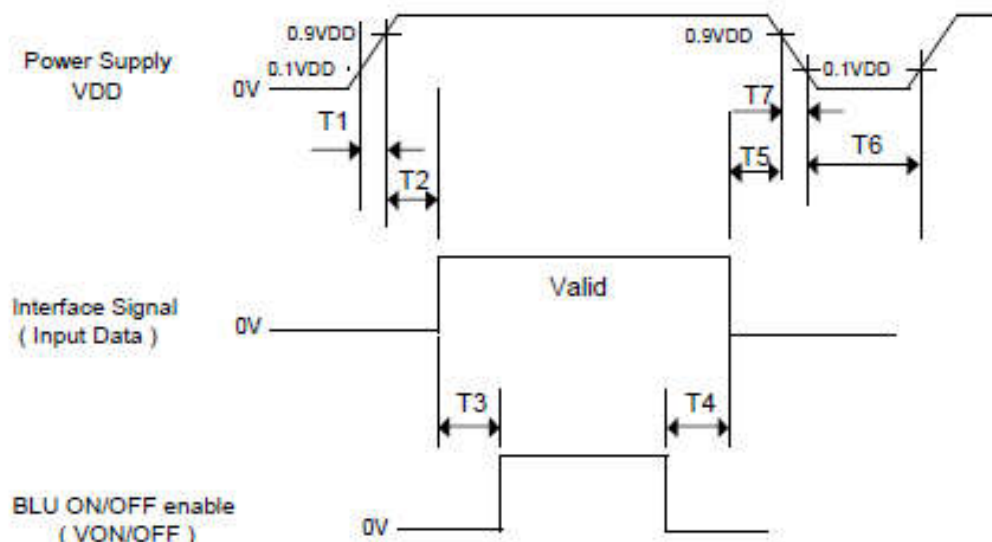 Power Supply
VDD
0.9VDD
0.1VDD
0V
0.9VDD
0.1VDD
T1
T2
T7
T5
T6
Interface Signal
( Input Data )
0V
Valid
T3
T4
BLU ON/OFF enable
( VON/OFF )
0V